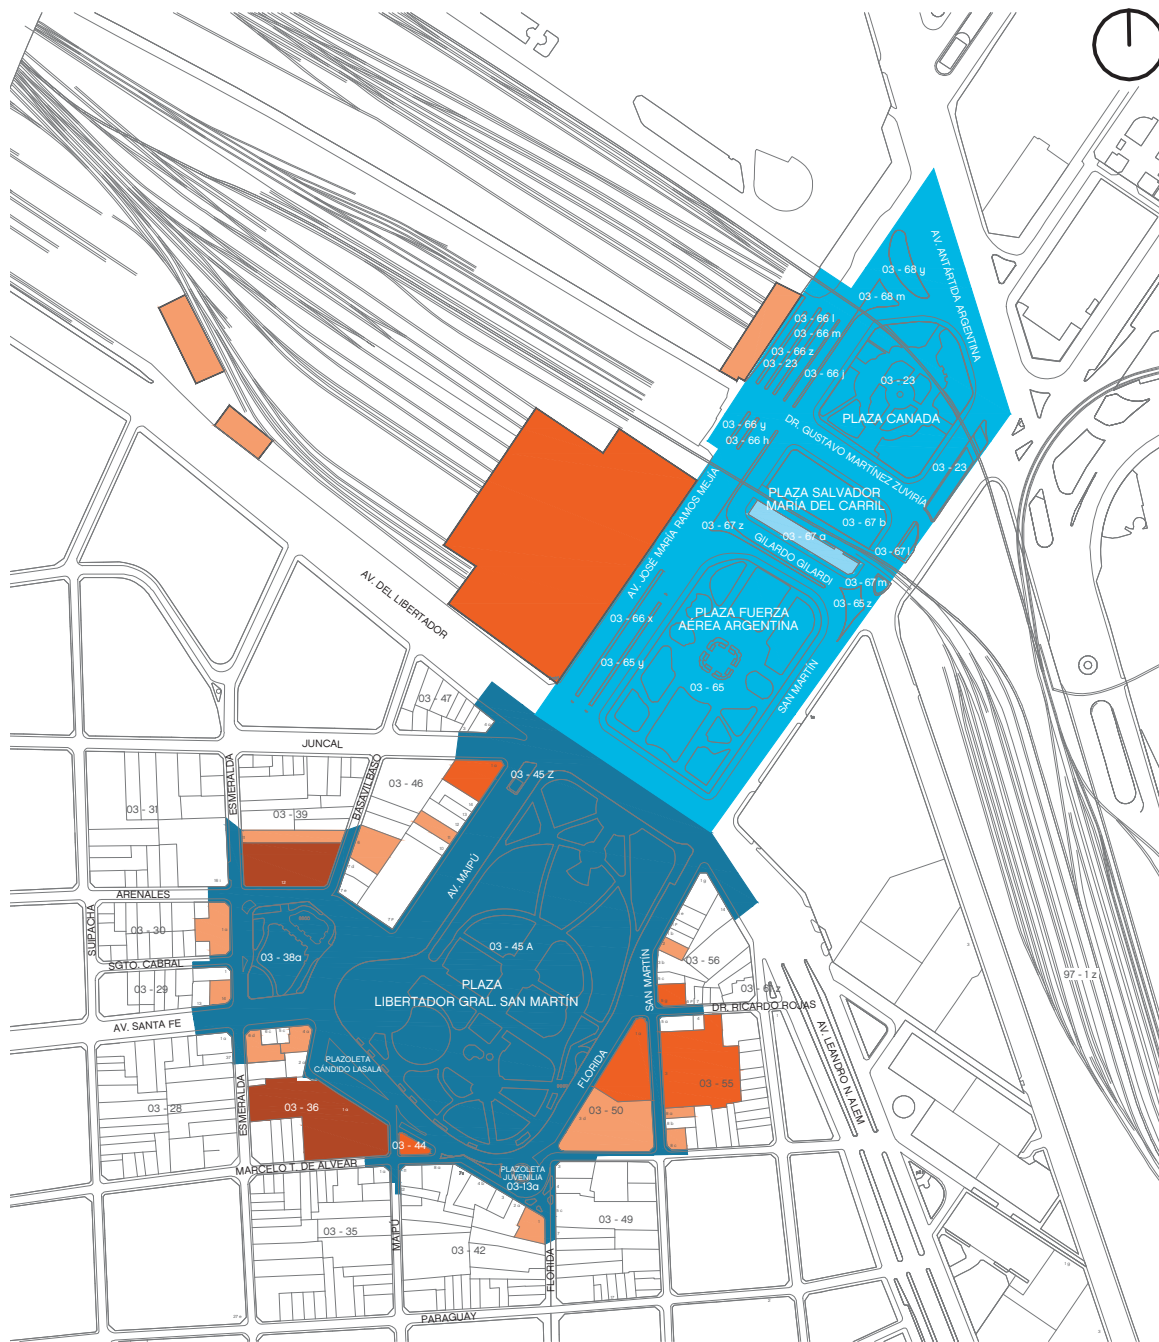 AV. ANTÁRTIDA ARGENTINA
03 - 68 y
03 - 68 m
03 - 66 l
03 - 66 m
03 - 66 z
03 - 23
03 - 66 j
03 - 23
PLAZA CANADA
03 - 66 y
03 - 66 h
DR. GUSTAVO MARTÍNEZ ZUVIRÍA
03 - 23
PLAZA SALVADOR
MARÍA DEL CARRIL
03 - 67 z
03 - 67 b
03 - 67 a
GILARDO GILARDI
03 - 67 l
03 - 67 m
03 - 65 z
AV. JOSÉ MARÍA RAMOS MEJÍA
PLAZA FUERZA
AÉREA ARGENTINA
03 - 66 x
03 - 65 y
03 - 65
SAN MARTÍN
AV. DEL LIBERTADOR
03 - 47
JUNCAL
03 - 45 Z
ESMERALDA
BASAVILBASO
03 - 46
03 - 31
03 - 39
AV. MAIPÚ
ARENALES
SUIPACHA
03 - 30
03 - 38a
03 - 45 A
SGTO. CABRAL
03 - 29
PLAZA
LIBERTADOR GRAL. SAN MARTÍN
SAN MARTÍN
03 - 56
03 - 61 z
97 - 1 z
DR. RICARDO ROJAS
AV. SANTA FE
PLAZOLETA
CÁNDIDO LASALA
AV. LEANDRO N. ALEM
FLORIDA
03 - 55
03 - 28
ESMERALDA
03 - 36
03 - 50
03 - 44
MARCELO T. DE ALVEAR
PLAZOLETA
JUVENILIA
03-13a
03 - 35
MAIPÚ
03 - 42
FLORIDA
03 - 49
PARAGUAY